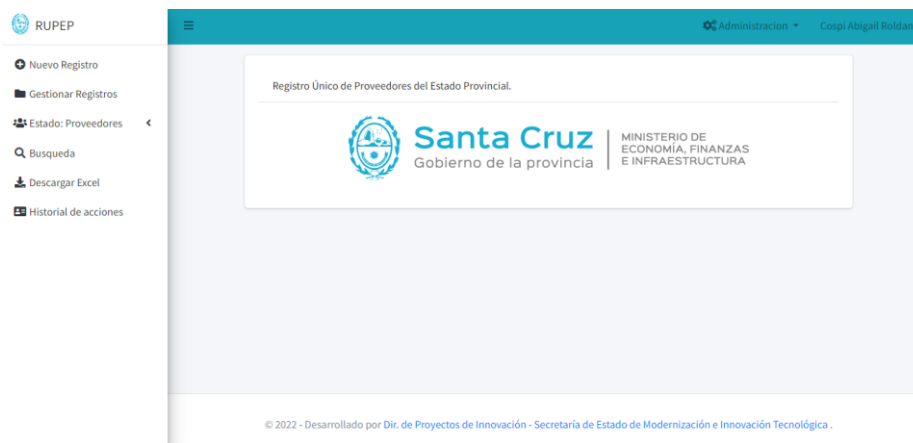 RUPEP
Administracion
Cospi Abigail Roldan
Nuevo Registro
Gestionar Registros
Estado: Proveedores
Busqueda
Descargar Excel
Historial de acciones
Registro Único de Proveedores del Estado Provincial.
Santa Cruz
Gobierno de la provincia
MINISTERIO DE
ECONOMÍA, FINANZAS
E INFRAESTRUCTURA
© 2022 - Desarrollado por Dir. de Proyectos de Innovación - Secretaría de Estado de Modernización e Innovación Tecnológica .